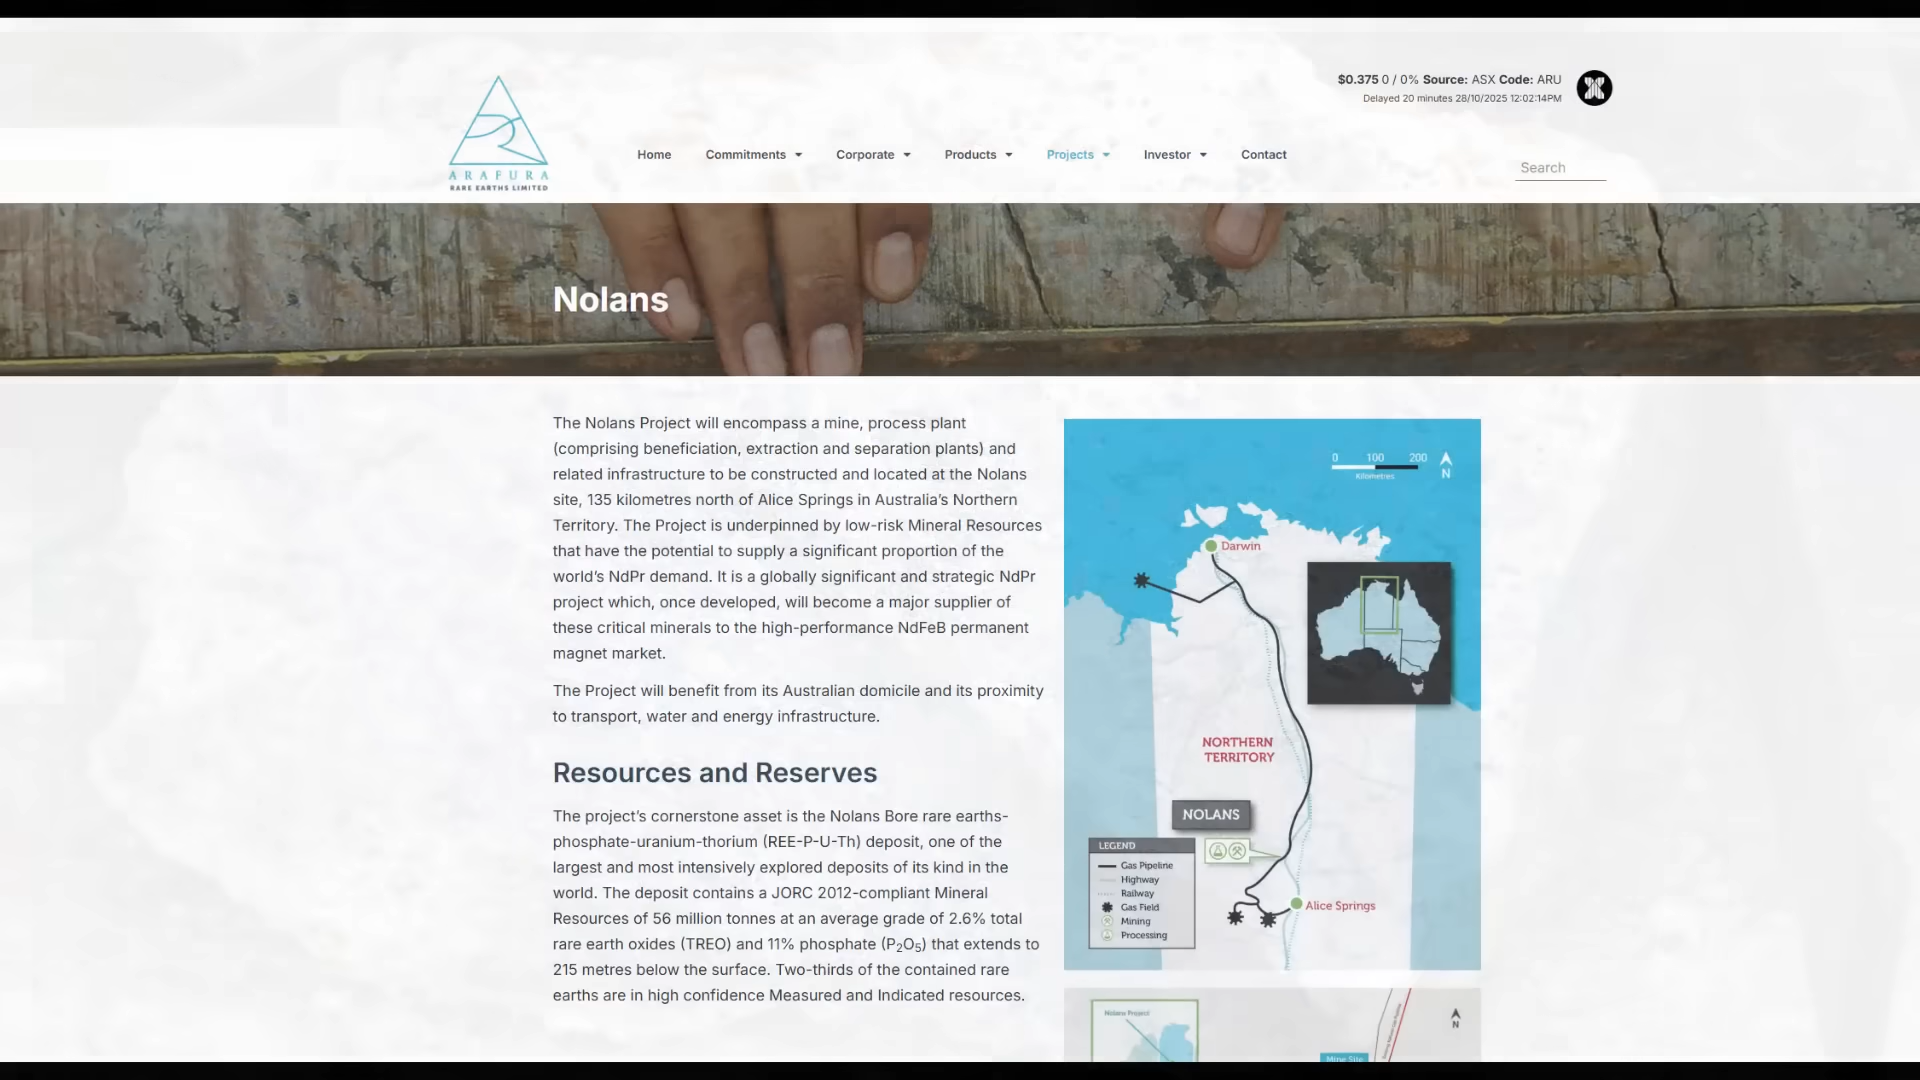 $0.375 0 / 0% Source: ASX Code: ARU
Delayed 20 minutes 28/10/2025 12:02:14PM
ARAFURA
RARE EARTHS LIMITED
Home
Commitments
Corporate
Products
Projects
Investor
Contact
Search
Nolans
The Nolans Project will encompass a mine, process plant
(comprising beneficiation, extraction and separation plants) and
related infrastructure to be constructed and located at the Nolans
site, 135 kilometres north of Alice Springs in Australia’s Northern
Territory. The Project is underpinned by low-risk Mineral Resources
that have the potential to supply a significant proportion of the
world’s NdPr demand. It is a globally significant and strategic NdPr
project which, once developed, will become a major supplier of
these critical minerals to the high-performance NdFeB permanent
magnet market.
The Project will benefit from its Australian domicile and its proximity
to transport, water and energy infrastructure.
Resources and Reserves
The project’s cornerstone asset is the Nolans Bore rare earths-
phosphate-uranium-thorium (REE-P-U-Th) deposit, one of the
largest and most intensively explored deposits of its kind in the
world. The deposit contains a JORC 2012-compliant Mineral
Resources of 56 million tonnes at an average grade of 2.6% total
rare earth oxides (TREO) and 11% phosphate (P₂O₅) that extends to
215 metres below the surface. Two-thirds of the contained rare
earths are in high confidence Measured and Indicated resources.
0 100 200
Kilometres
N
Darwin
NORTHERN
TERRITORY
NOLANS
LEGEND
Gas Pipeline
Highway
Railway
Gas Field
Mining
Processing
Alice Springs
Nolans Project
N
Mine Site